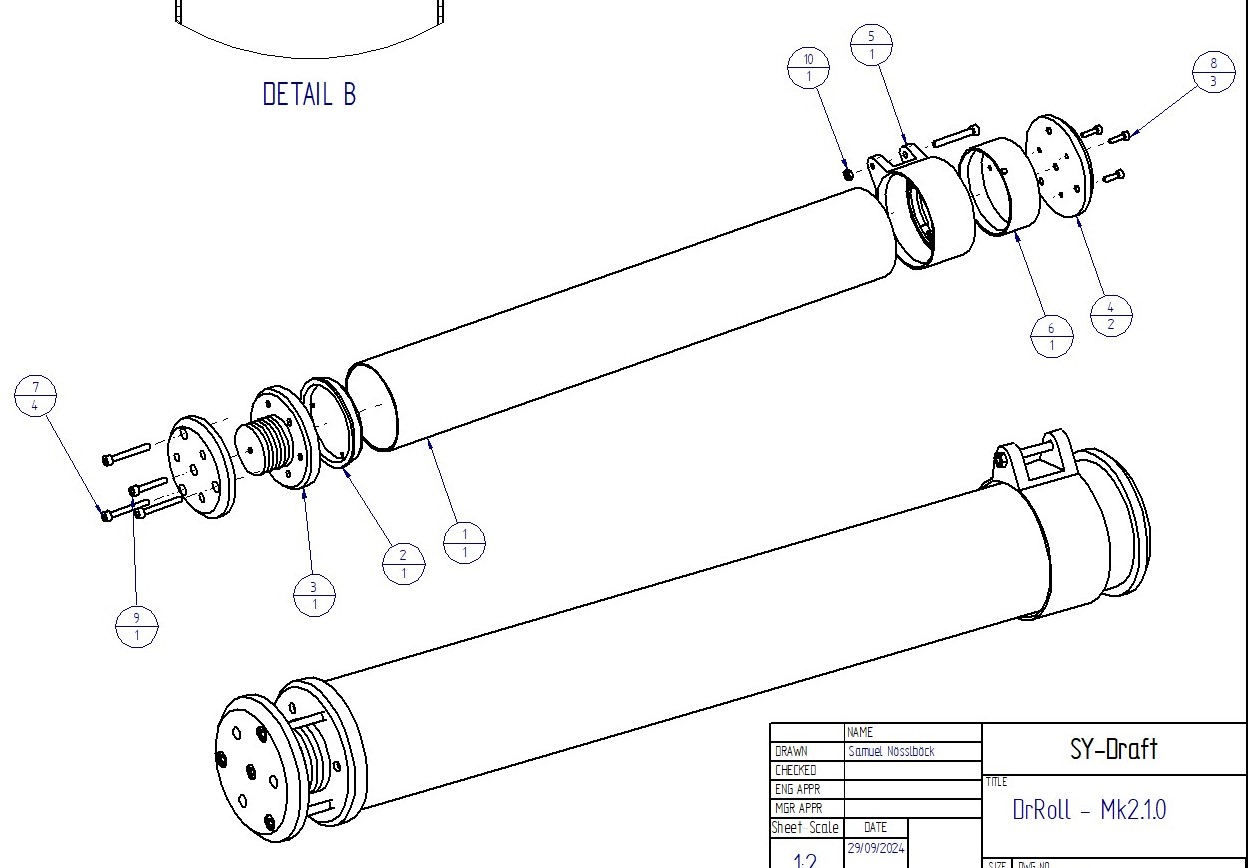 DETAIL B
5
1
10
1
8
3
4
2
6
1
7
4
1
1
2
1
3
1
9
1
NAME
DRAWN
Samuel Nösslböck
SY-Draft
CHECKED
TITLE
ENG APPR
DrRoll - Mk2.1.0
MGR APPR
Sheet-Scale
DATE
29/09/2024
1:2
SIZE
DWG NO